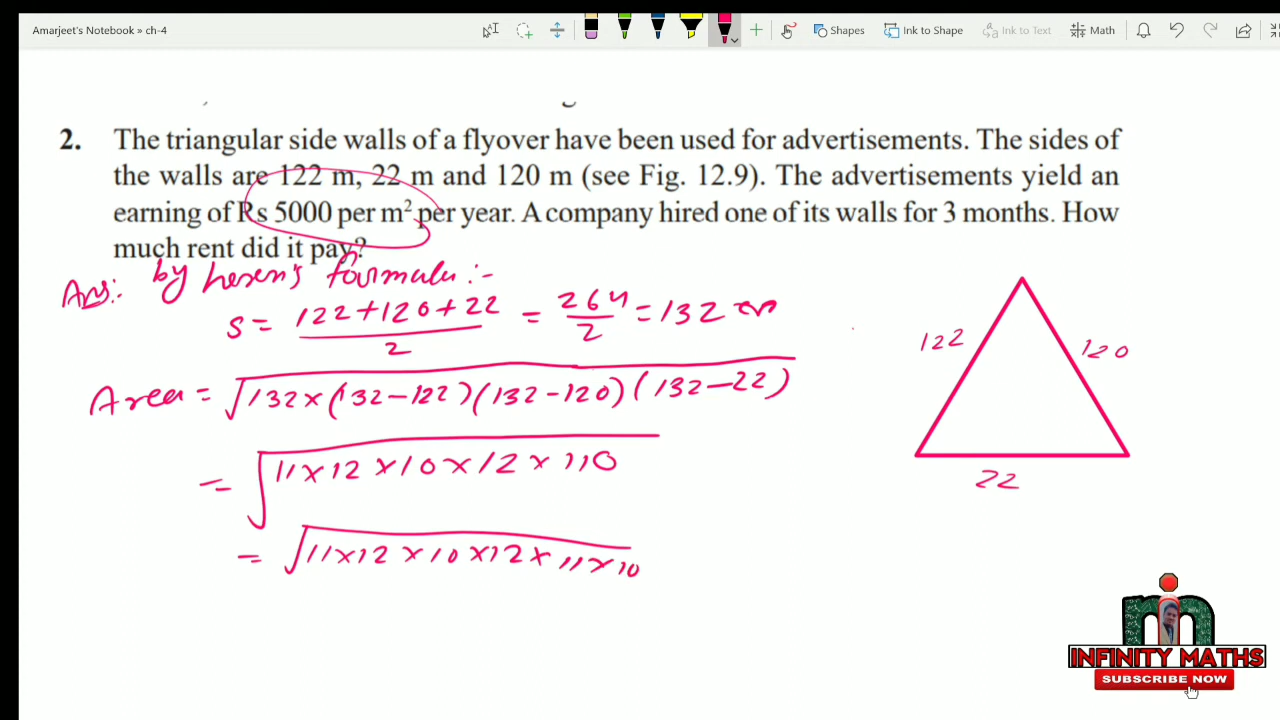 Amarjeet's Notebook » ch-4
Shapes
Ink to Shape
Ink to Text
Math
2. The triangular side walls of a flyover have been used for advertisements. The sides of
the walls are 122 m, 22 m and 120 m (see Fig. 12.9). The advertisements yield an
earning of Rs 5000 per m² per year. A company hired one of its walls for 3 months. How
much rent did it pay?
Ans: by heron's formula :-
s = 122+120+22 / 2 = 264 / 2 = 132 cm
Area = √132×(132-122)(132-120)(132-22)
= √11×12×10×12×110
= √11×12×10×12×11×10
122
120
22
INFINITY MATHS
SUBSCRIBE NOW